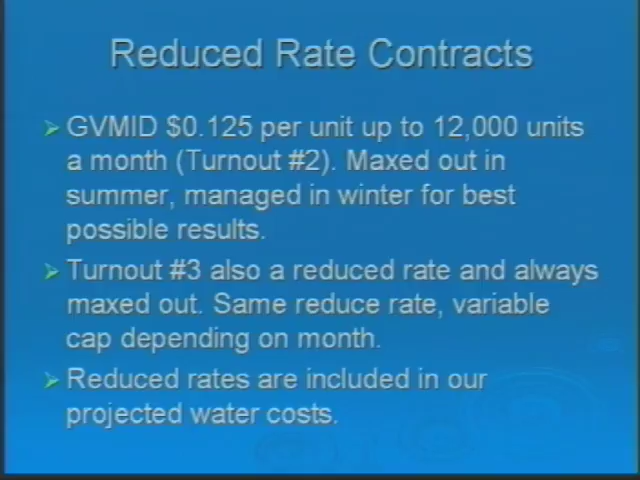 Reduced Rate Contracts
GVMID $0.125 per unit up to 12,000 units
a month (Turnout #2). Maxed out in
summer, managed in winter for best
possible results.
Turnout #3 also a reduced rate and always
maxed out. Same reduce rate, variable
cap depending on month.
Reduced rates are included in our
projected water costs.